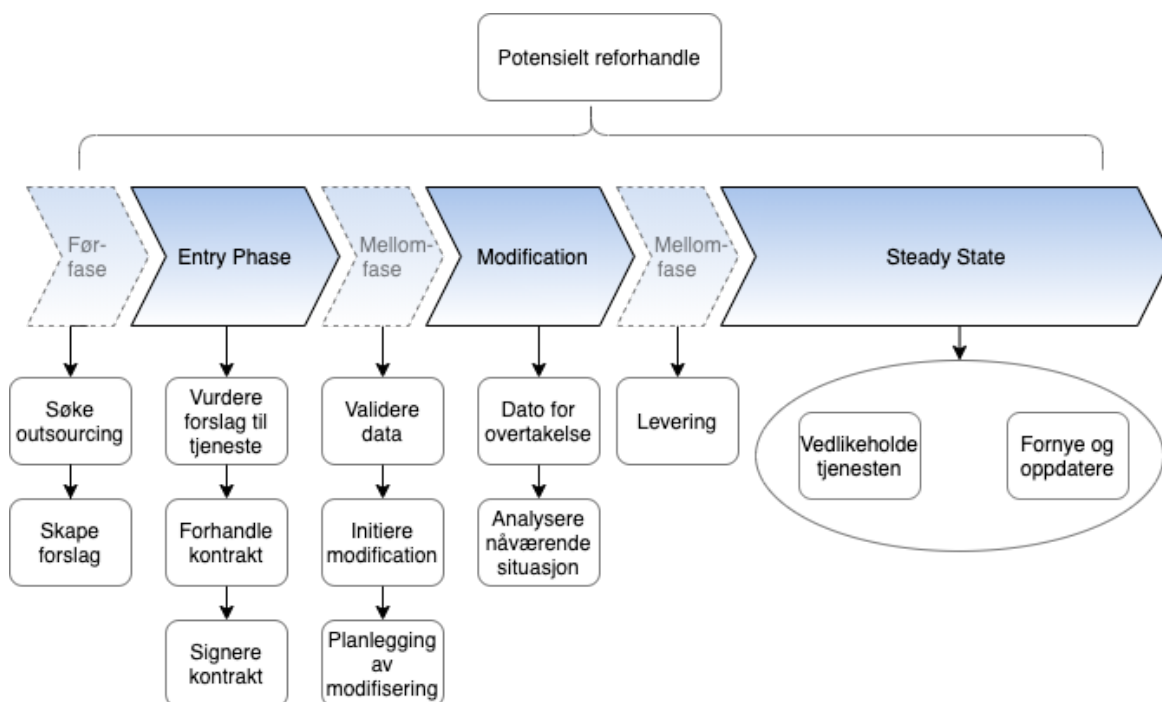 Potensielt reforhandle
Før-
fase
Entry Phase
Mellom-
fase
Modification
Mellom-
fase
Steady State
Søke
outsourcing
Skape
forslag
Vurdere
forslag til
tjeneste
Forhandle
kontrakt
Signere
kontrakt
Validere
data
Initiere
modification
Planlegging
av
modifisering
Dato for
overtakelse
Analysere
nåværende
situasjon
Levering
Vedlikeholde
tjenesten
Fornye og
oppdatere